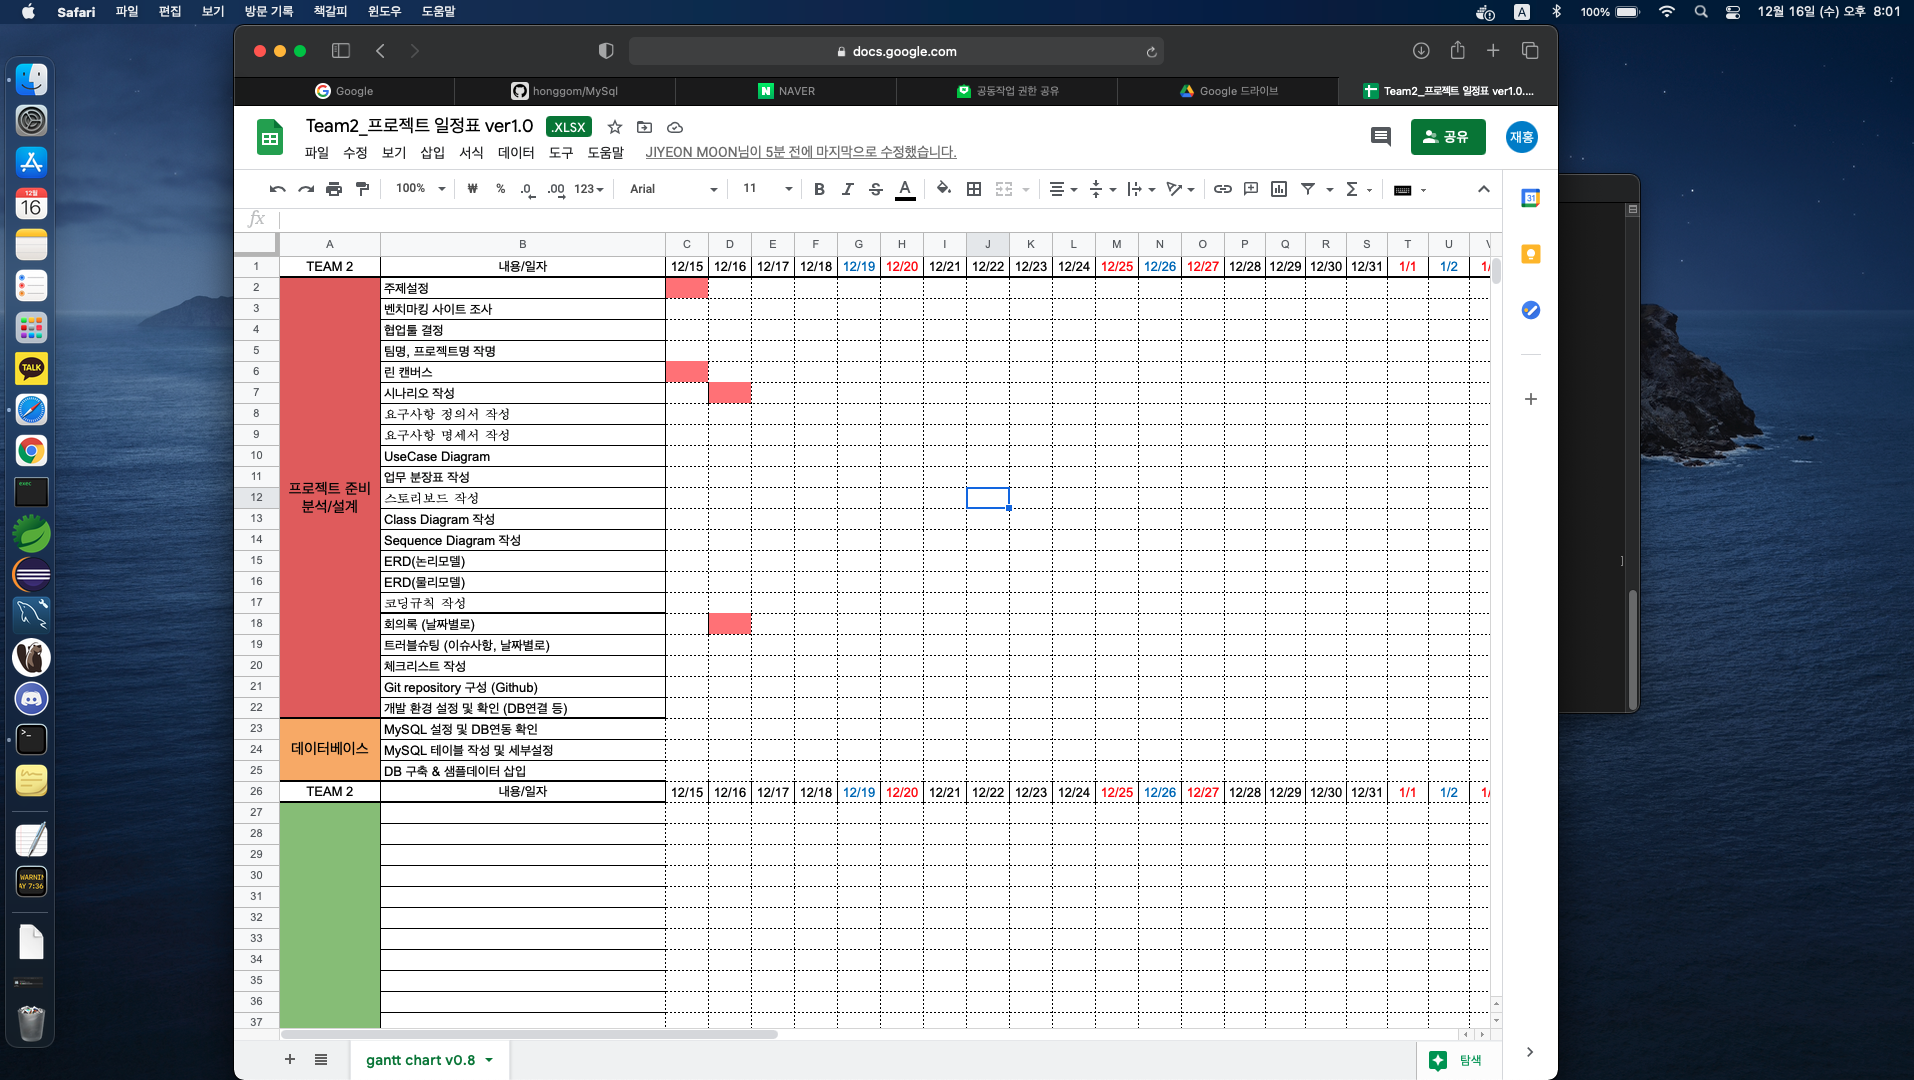 Safari 파일 편집 보기 방문 기록 책갈피 윈도우 도움말 A 100% 12월 16일 (수) 오후 8:01
docs.google.com
Google honggom/MySql NAVER 공동작업 권한 공유 Google 드라이브 Team2_프로젝트 일정표 ver1.0....
Team2_프로젝트 일정표 ver1.0 .XLSX
공유 재홍
파일 수정 보기 삽입 서식 데이터 도구 도움말 JIYEON MOON님이 5분 전에 마지막으로 수정했습니다.
100% ₩ % .0 .00 123 Arial 11 B I S A Σ
fx
A B C D E F G H I J K L M N O P Q R S T U V
1 TEAM 2 내용/일자 12/15 12/16 12/17 12/18 12/19 12/20 12/21 12/22 12/23 12/24 12/25 12/26 12/27 12/28 12/29 12/30 12/31 1/1 1/2 1/
2 주제설정
3 벤치마킹 사이트 조사
4 협업툴 결정
5 팀명, 프로젝트명 작명
6 린 캔버스
7 시나리오 작성
8 요구사항 정의서 작성
9 요구사항 명세서 작성
10 UseCase Diagram
11 업무 분장표 작성
프로젝트 준비
분석/설계
12 스토리보드 작성
13 Class Diagram 작성
14 Sequence Diagram 작성
15 ERD(논리모델)
16 ERD(물리모델)
17 코딩규칙 작성
18 회의록 (날짜별로)
19 트러블슈팅 (이슈사항, 날짜별로)
20 체크리스트 작성
21 Git repository 구성 (Github)
22 개발 환경 설정 및 확인 (DB연결 등)
23 MySQL 설정 및 DB연동 확인
24 데이터베이스 MySQL 테이블 작성 및 세부설정
25 DB 구축 & 샘플데이터 삽입
26 TEAM 2 내용/일자 12/15 12/16 12/17 12/18 12/19 12/20 12/21 12/22 12/23 12/24 12/25 12/26 12/27 12/28 12/29 12/30 12/31 1/1 1/2 1/
27
28
29
30
31
32
33
34
35
36
37
gantt chart v0.8
탐색
12월
16
TALK
exec
WARNIN
AY 7:36
31